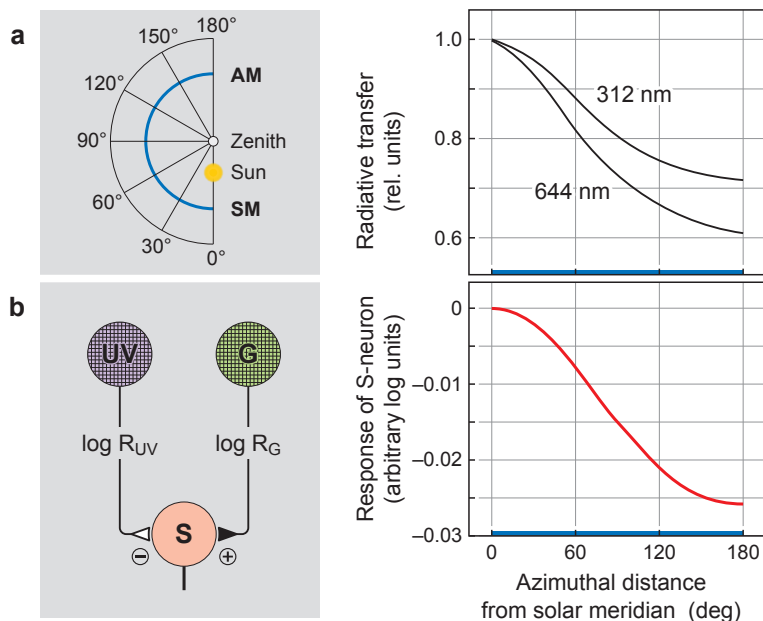 a
180°
150°
120°
90°
60°
30°
0°
AM
Zenith
Sun
SM
Radiative transfer
(rel. units)
1.0
0.8
0.6
312 nm
644 nm
b
UV
G
log RUV
log RG
S
⊖
⊕
Response of S-neuron
(arbitrary log units)
0
–0.01
–0.02
–0.03
0 60 120 180
Azimuthal distance
from solar meridian (deg)